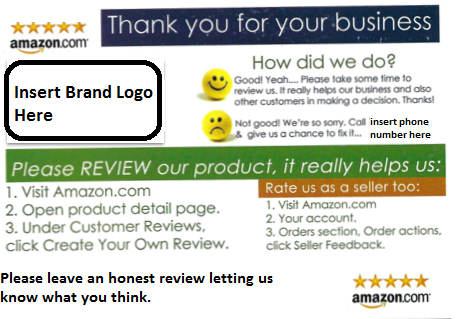 amazon.com
Thank you for your business
Insert Brand Logo
Here
How did we do?
Good! Yeah.... Please take some time to
review us. It really helps our business and also
other customers in making a decision. Thanks!
Not good! We're so sorry. Call insert phone number here
& give us a chance to fix it...
Please REVIEW our product, it really helps us:
1. Visit Amazon.com
2. Open product detail page.
3. Under Customer Reviews,
click Create Your Own Review.
Rate us as a seller too:
1. Visit Amazon.com
2. Your account.
3. Orders section, Order actions,
click Seller Feedback.
Please leave an honest review letting us
know what you think.
amazon.com